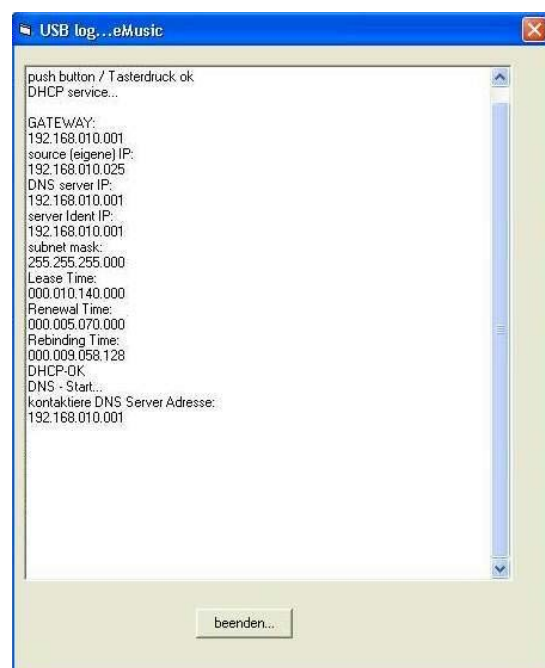 USB log...eMusic
push button / Tasterdruck ok
DHCP service...
GATEWAY:
192.168.010.001
source (eigene) IP:
192.168.010.025
DNS server IP:
192.168.010.001
server Ident IP:
192.168.010.001
subnet mask:
255.255.255.000
Lease Time:
000.010.140.000
Renewal Time:
000.005.070.000
Rebinding Time:
000.009.058.128
DHCP-OK
DNS - Start...
kontaktiere DNS Server Adresse:
192.168.010.001
beenden...